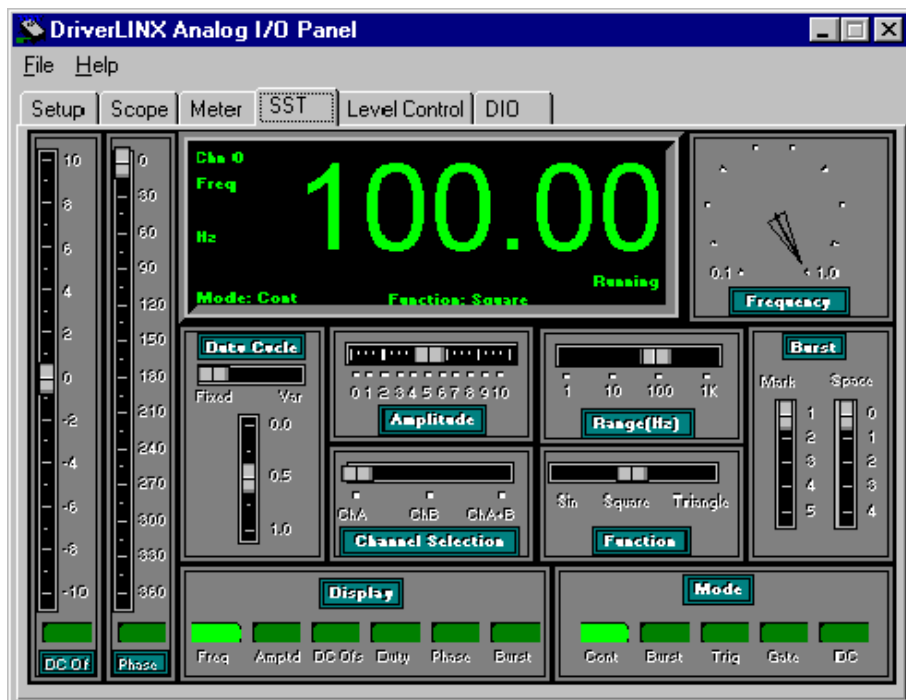 DriverLINX Analog I/O Panel
File Help
Setup Scope Meter SST Level Control DIO
10
8
6
4
2
0
-2
-4
-6
-8
-10
DC Of
0
30
60
90
120
150
180
210
240
270
300
330
360
Phase
Chn 0
Freq
Hz
100.00
Running
Mode: Cont Function: Square
0.1 1.0
Frequency
Duty Cycle
Fixed Var
0.0
0.5
1.0
0 1 2 3 4 5 6 7 8 9 10
Amplitude
1 10 100 1K
Range(Hz)
ChA ChB ChA+B
Channel Selection
Sin Square Triangle
Function
Burst
Mark Space
1 0
2 1
3 2
4 3
5 4
Display
Freq Amptd DC Ofs Duty Phase Burst
Mode
Cont Burst Trig Gate DC